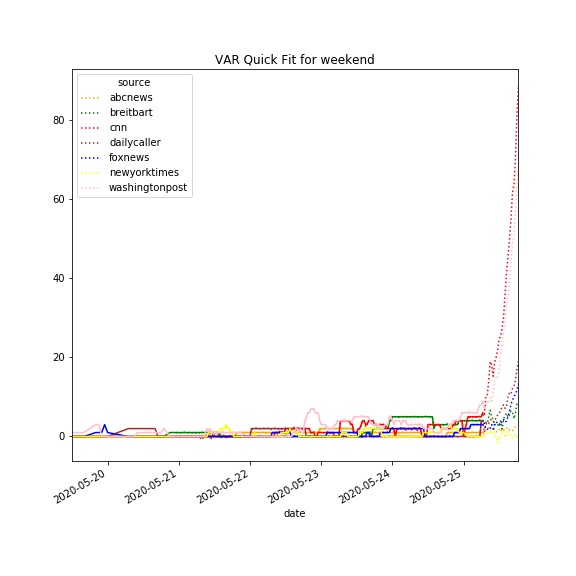 VAR Quick Fit for weekend
source
abcnews
breitbart
cnn
dailycaller
foxnews
newyorktimes
washingtonpost
80
60
40
20
0
2020-05-20
2020-05-21
2020-05-22
2020-05-23
2020-05-24
2020-05-25
date